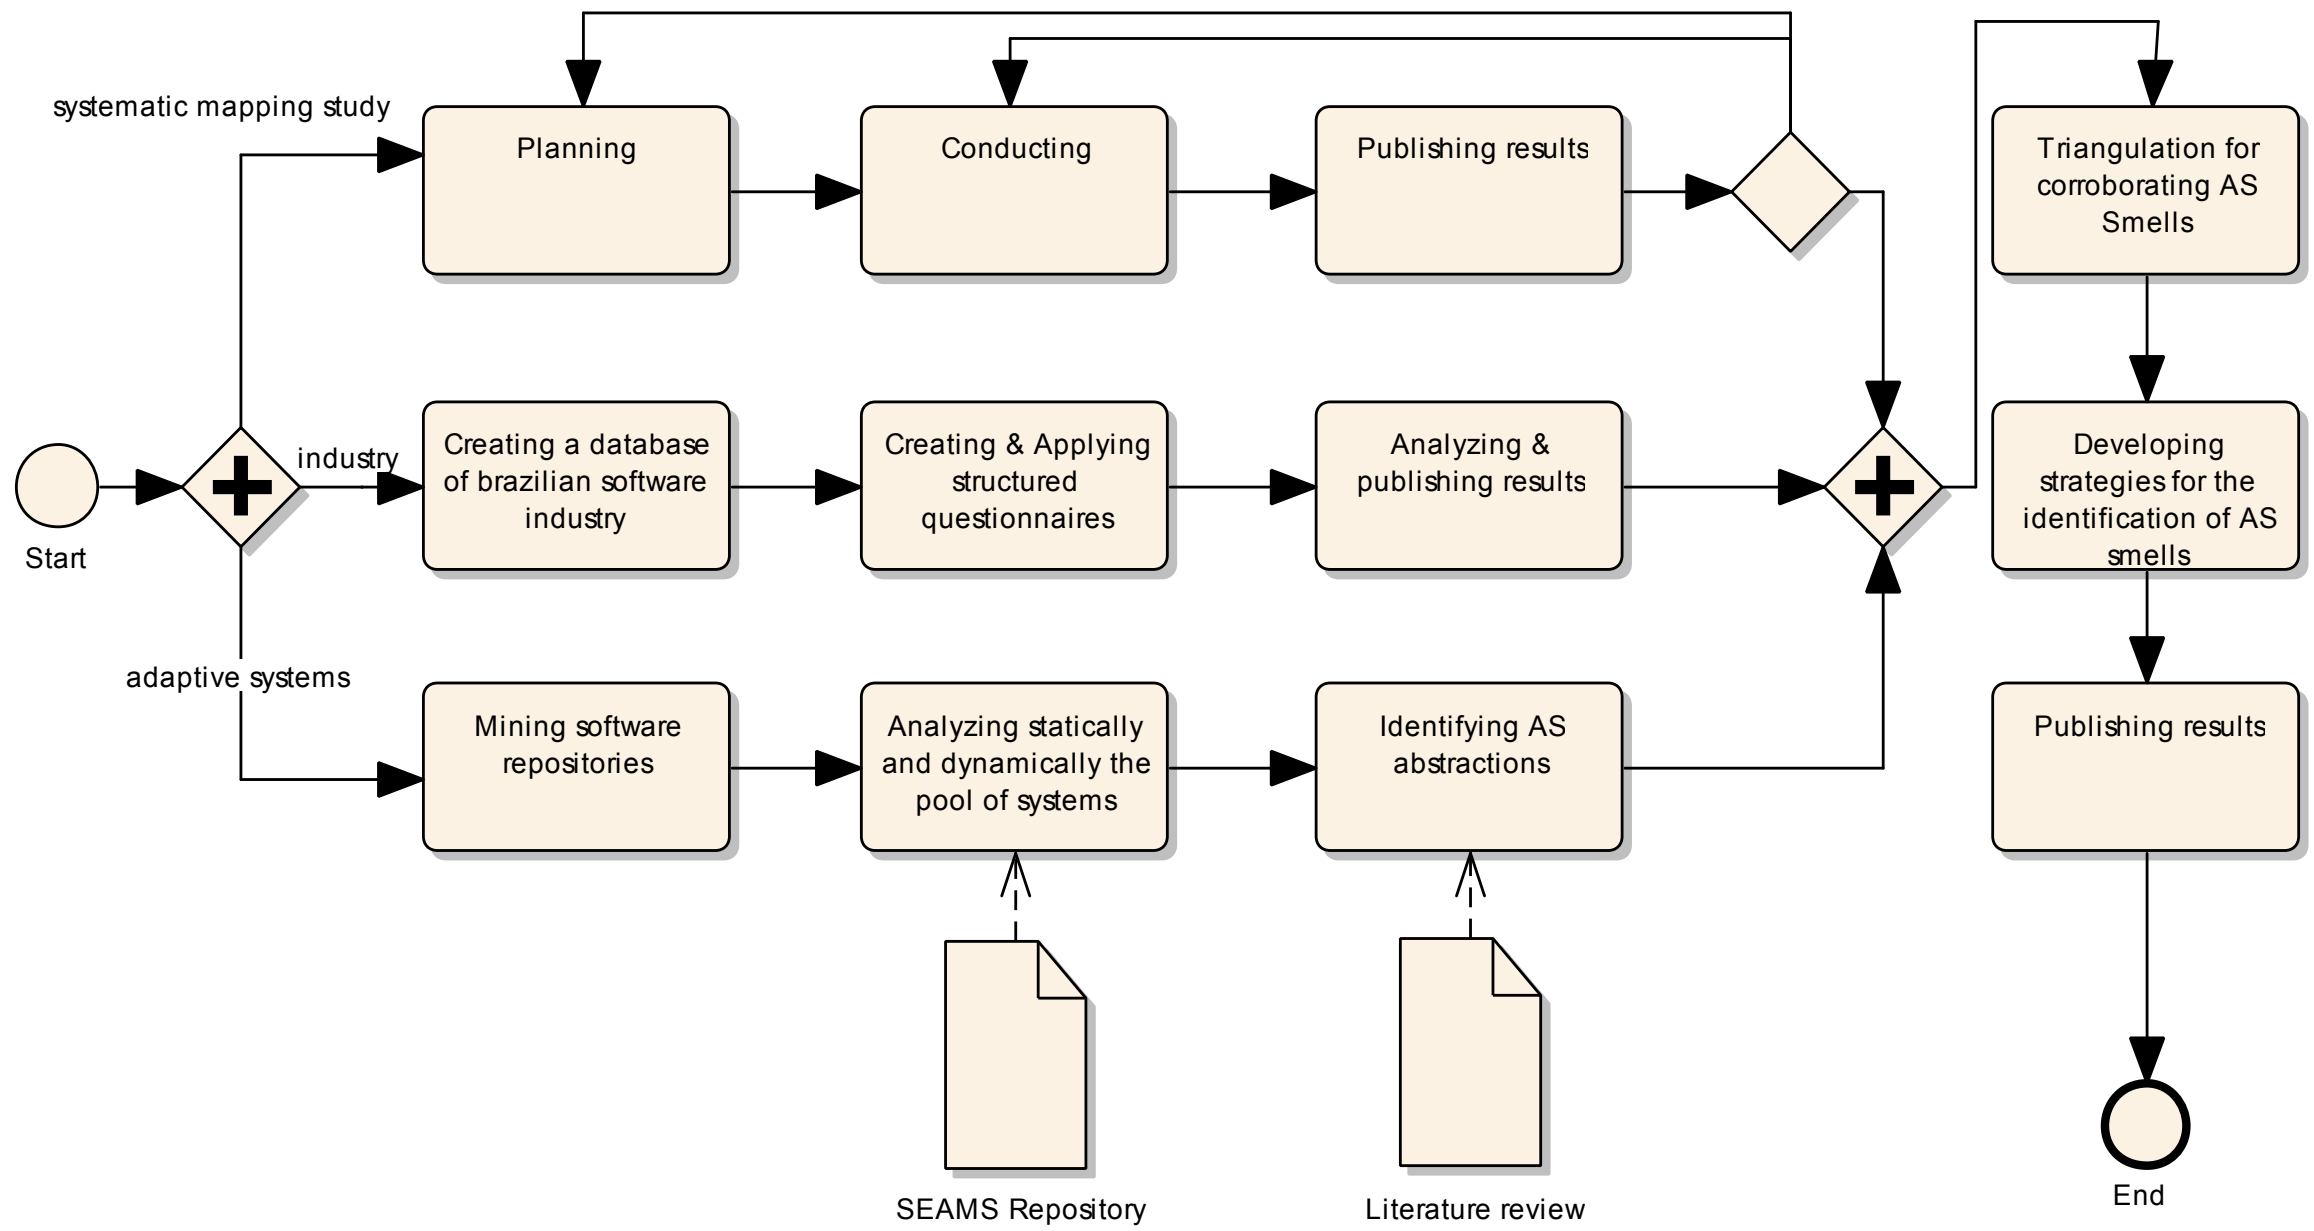 systematic mapping study
Planning
Conducting
Publishing results
Triangulation for
corroborating AS
Smells
Start
industry
Creating a database
of brazilian software
industry
Creating & Applying
structured
questionnaires
Analyzing &
publishing results
Developing
strategies for the
identification of AS
smells
adaptive systems
Mining software
repositories
Analyzing statically
and dynamically the
pool of systems
Identifying AS
abstractions
Publishing results
SEAMS Repository
Literature review
End